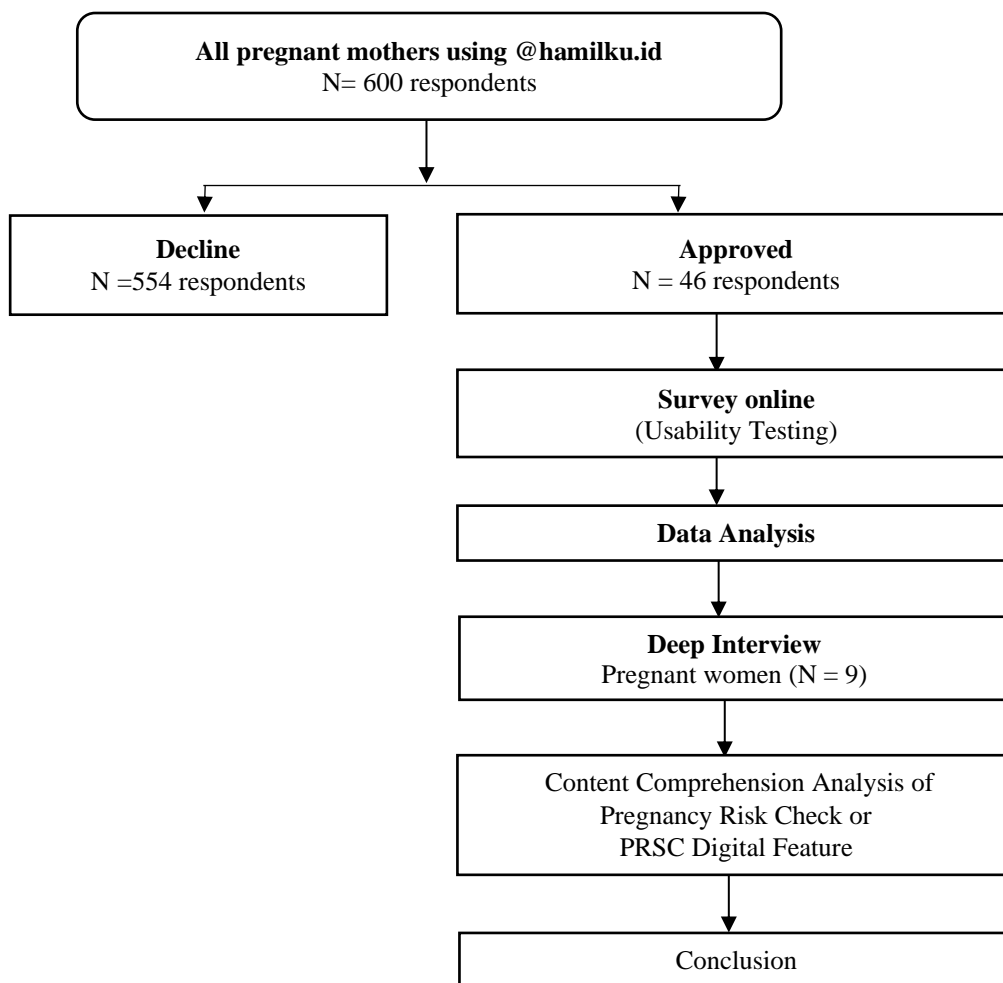 All pregnant mothers using @hamilku.id
N= 600 respondents
Decline
N =554 respondents
Approved
N = 46 respondents
Survey online
(Usability Testing)
Data Analysis
Deep Interview
Pregnant women (N = 9)
Content Comprehension Analysis of
Pregnancy Risk Check or
PRSC Digital Feature
Conclusion